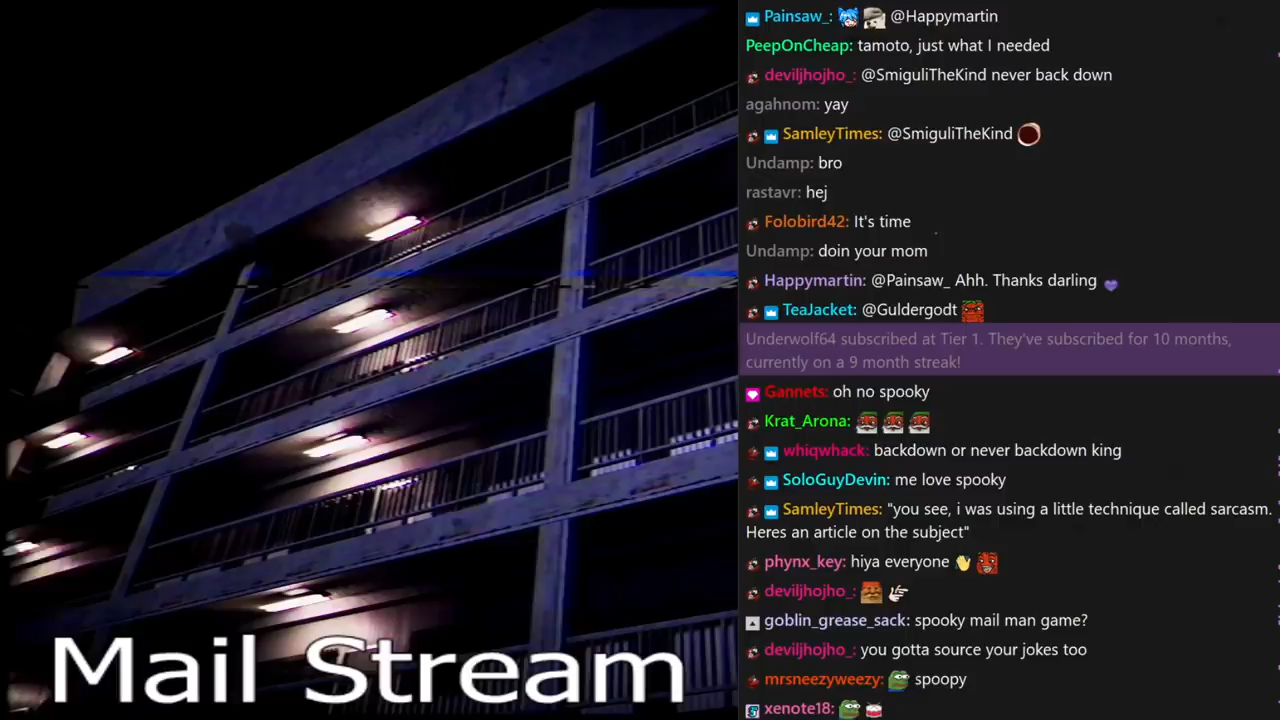 Painsaw_: @Happymartin
PeepOnCheap: tamoto, just what I needed
deviljhojho_: @SmiguliTheKind never back down
agahnom: yay
SamleyTimes: @SmiguliTheKind
Undamp: bro
rastavr: hej
Folobird42: It's time
Undamp: doin your mom
Happymartin: @Painsaw_ Ahh. Thanks darling
TeaJacket: @Guldergodt
Underwolf64 subscribed at Tier 1. They've subscribed for 10 months,
currently on a 9 month streak!
Gannets: oh no spooky
Krat_Arona:
whiqwhack: backdown or never backdown king
SoloGuyDevin: me love spooky
SamleyTimes: "you see, i was using a little technique called sarcasm.
Heres an article on the subject"
phynx_key: hiya everyone
deviljhojho_:
goblin_grease_sack: spooky mail man game?
deviljhojho_: you gotta source your jokes too
mrsneezyweezy: spoopy
xenote18:
Mail Stream